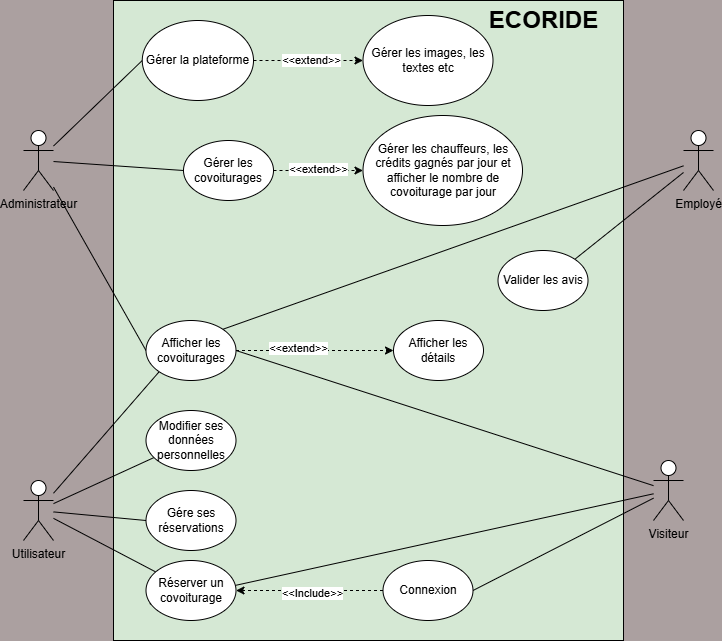 ECORIDE
Gérer la plateforme
<<extend>>
Gérer les images, les
textes etc
Administrateur
Gérer les
covoiturages
<<extend>>
Gérer les chauffeurs, les
crédits gagnés par jour et
afficher le nombre de
covoiturage par jour
Employé
Valider les avis
Afficher les
covoiturages
<<extend>>
Afficher les
détails
Modifier ses
données
personnelles
Utilisateur
Gére ses
réservations
Visiteur
Réserver un
covoiturage
<<Include>>
Connexion